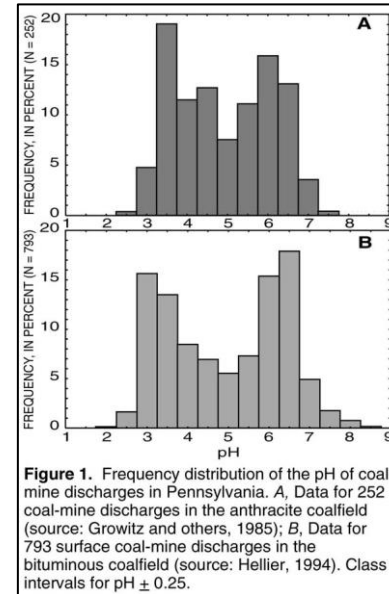 A
FREQUENCY, IN PERCENT (N = 252)
20
15
10
5
0
1 2 3 4 5 6 7 8 9
B
FREQUENCY, IN PERCENT (N = 793)
20
15
10
5
0
1 2 3 4 5 6 7 8 9
pH
Figure 1. Frequency distribution of the pH of coal
mine discharges in Pennsylvania. A, Data for 252
coal-mine discharges in the anthracite coalfield
(source: Growitz and others, 1985); B, Data for
793 surface coal-mine discharges in the
bituminous coalfield (source: Hellier, 1994). Class
intervals for pH ± 0.25.